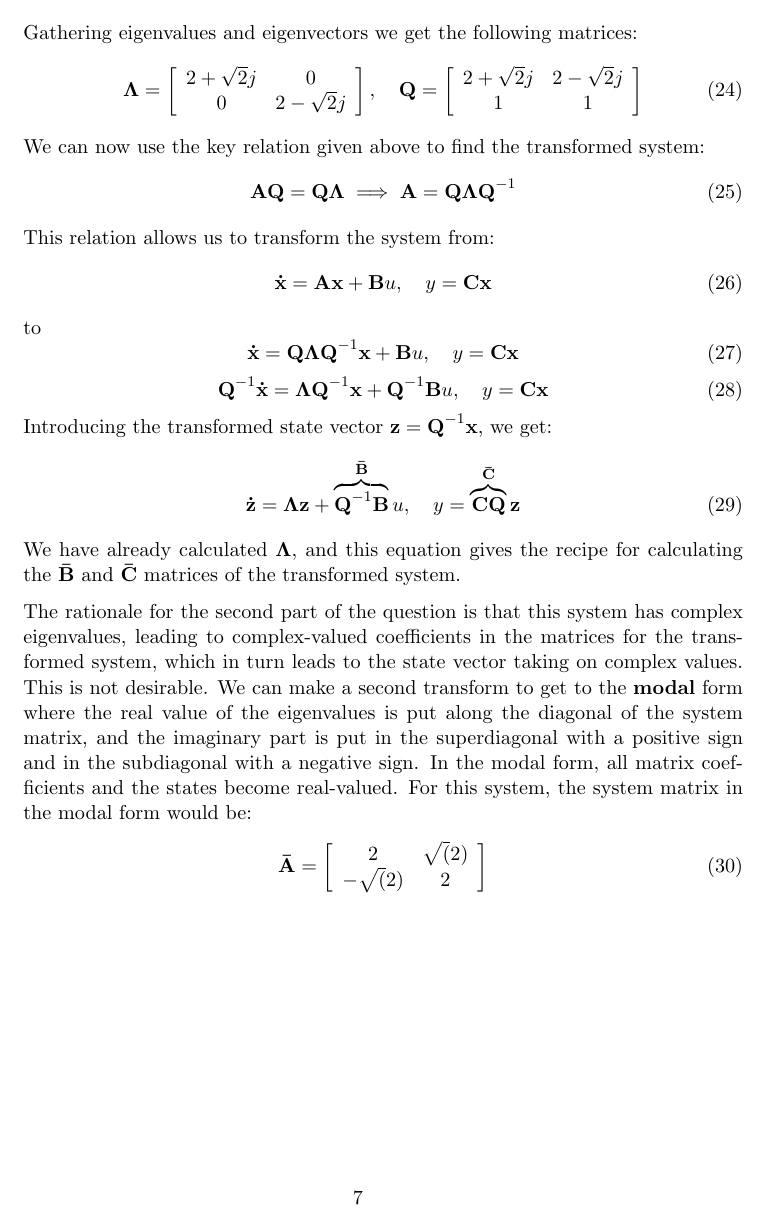 Gathering eigenvalues and eigenvectors we get the following matrices:
Λ = [ 2 + √2j 0 ; 0 2 − √2j ] , Q = [ 2 + √2j 2 − √2j ; 1 1 ] (24)
We can now use the key relation given above to find the transformed system:
AQ = QΛ ⟹ A = QΛQ⁻¹ (25)
This relation allows us to transform the system from:
ẋ = Ax + Bu, y = Cx (26)
to
ẋ = QΛQ⁻¹x + Bu, y = Cx (27)
Q⁻¹ẋ = ΛQ⁻¹x + Q⁻¹Bu, y = Cx (28)
Introducing the transformed state vector z = Q⁻¹x, we get:
B̄ C̄
ż = Λz + Q⁻¹B u, y = CQ z (29)
We have already calculated Λ, and this equation gives the recipe for calculating
the B̄ and C̄ matrices of the transformed system.
The rationale for the second part of the question is that this system has complex
eigenvalues, leading to complex-valued coefficients in the matrices for the trans-
formed system, which in turn leads to the state vector taking on complex values.
This is not desirable. We can make a second transform to get to the modal form
where the real value of the eigenvalues is put along the diagonal of the system
matrix, and the imaginary part is put in the superdiagonal with a positive sign
and in the subdiagonal with a negative sign. In the modal form, all matrix coef-
ficients and the states become real-valued. For this system, the system matrix in
the modal form would be:
Ā = [ 2 √(2) ; −√(2) 2 ] (30)
7